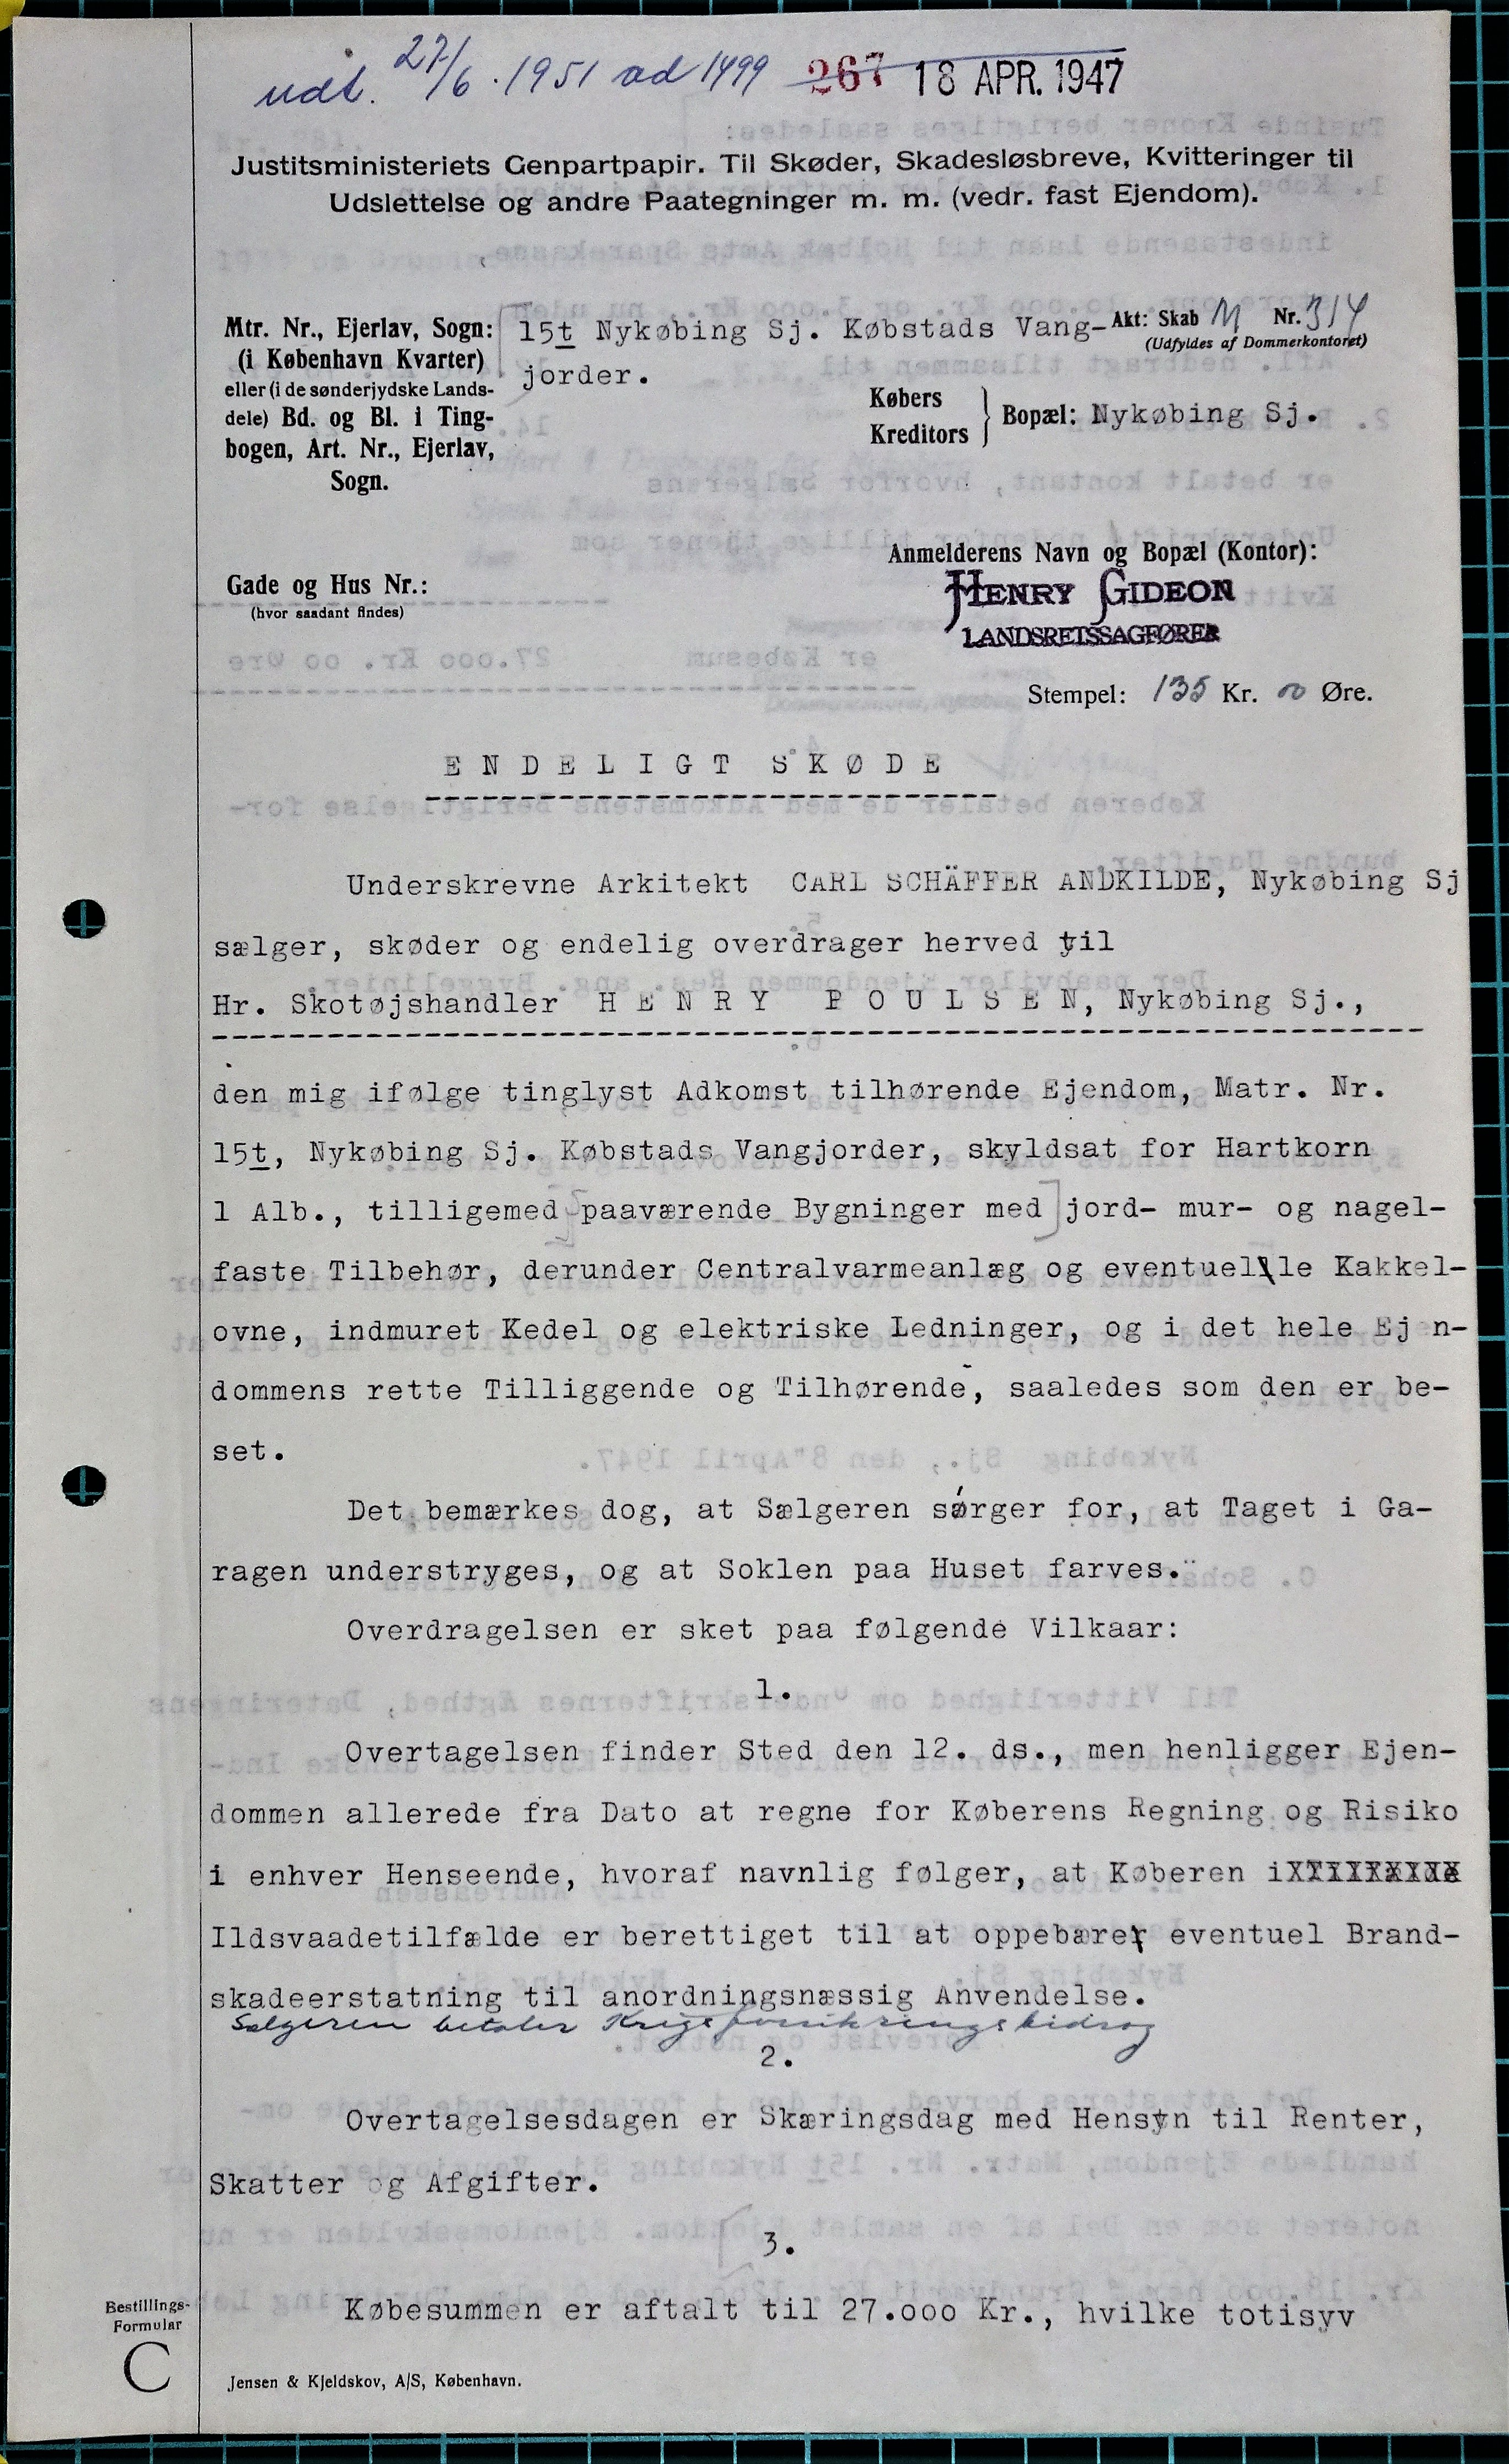 udt. 27/6. 1951 ad 1499 267 18 APR. 1947
Justitsministeriets Genpartpapir. Til Skøder, Skadesløsbreve, Kvitteringer til
Udslettelse og andre Paategninger m. m. (vedr. fast Ejendom).
Mtr. Nr., Ejerlav, Sogn: 15t Nykøbing Sj. Købstads Vang- Akt: Skab M Nr. 314
(i København Kvarter) jorder. (Udfyldes af Dommerkontoret)
eller (i de sønderjydske Lands-
dele) Bd. og Bl. i Ting-
bogen, Art. Nr., Ejerlav,
Sogn.
Købers
Kreditors } Bopæl: Nykøbing Sj.
Anmelderens Navn og Bopæl (Kontor):
Gade og Hus Nr.:
(hvor saadant findes)
HENRY GIDEON
LANDSRETSSAGFØRER
Stempel: 135 Kr. 00 Øre.
E N D E L I G T S K Ø D E
Underskrevne Arkitekt CARL SCHÄFFER ANDKILDE, Nykøbing Sj
sælger, skøder og endelig overdrager herved til
Hr. Skotøjshandler H E N R Y P O U L S E N, Nykøbing Sj.,
den mig ifølge tinglyst Adkomst tilhørende Ejendom, Matr. Nr.
15t, Nykøbing Sj. Købstads Vangjorder, skyldsat for Hartkorn
1 Alb., tilligemed [paaværende Bygninger med] jord- mur- og nagel-
faste Tilbehør, derunder Centralvarmeanlæg og eventuelle Kakkel-
ovne, indmuret Kedel og elektriske Ledninger, og i det hele Ejen-
dommens rette Tilliggende og Tilhørende, saaledes som den er be-
set.
Det bemærkes dog, at Sælgeren sørger for, at Taget i Ga-
ragen understryges, og at Soklen paa Huset farves.
Overdragelsen er sket paa følgende Vilkaar:
1.
Overtagelsen finder Sted den 12. ds., men henligger Ejen-
dommen allerede fra Dato at regne for Køberens Regning og Risiko
i enhver Henseende, hvoraf navnlig følger, at Køberen i
Ildsvaadetilfælde er berettiget til at oppebære eventuel Brand-
skadeerstatning til anordningsnæssig Anvendelse.
Sælgeren betaler Krigsforsikringsbidrag
2.
Overtagelsesdagen er Skæringsdag med Hensyn til Renter,
Skatter og Afgifter.
3.
Købesummen er aftalt til 27.000 Kr., hvilke totisyv
Bestillings-
Formular
C
Jensen & Kjeldskov, A/S, København.